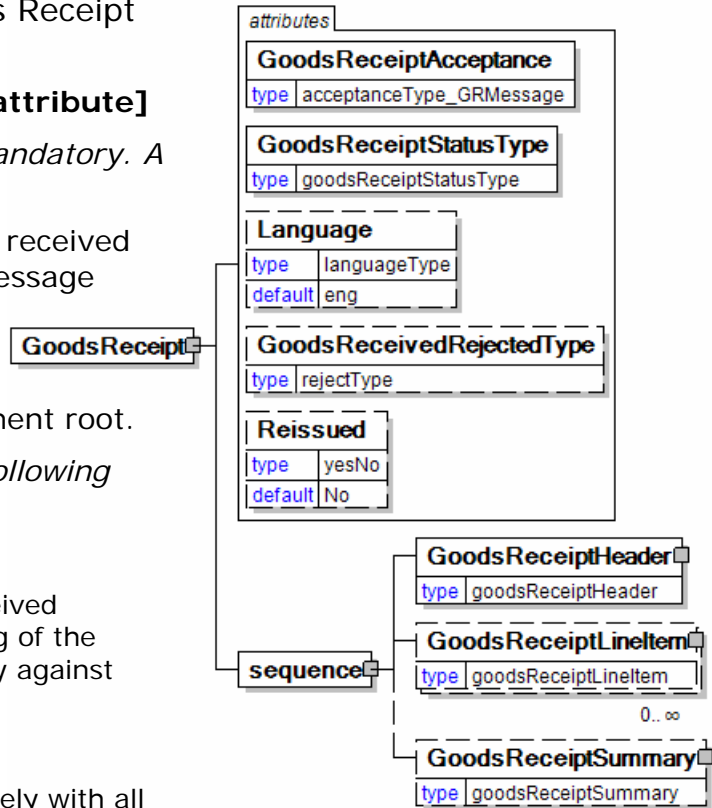 s Receipt
attribute]
andatory. A
received
essage
nent root.
ollowing
eived
g of the
y against
ely with all
GoodsReceipt
attributes
GoodsReceiptAcceptance
type acceptanceType_GRMessage
GoodsReceiptStatusType
type goodsReceiptStatusType
Language
type languageType
default eng
GoodsReceivedRejectedType
type rejectType
Reissued
type yesNo
default No
sequence
GoodsReceiptHeader
type goodsReceiptHeader
GoodsReceiptLineItem
type goodsReceiptLineItem
0.. ∞
GoodsReceiptSummary
type goodsReceiptSummary